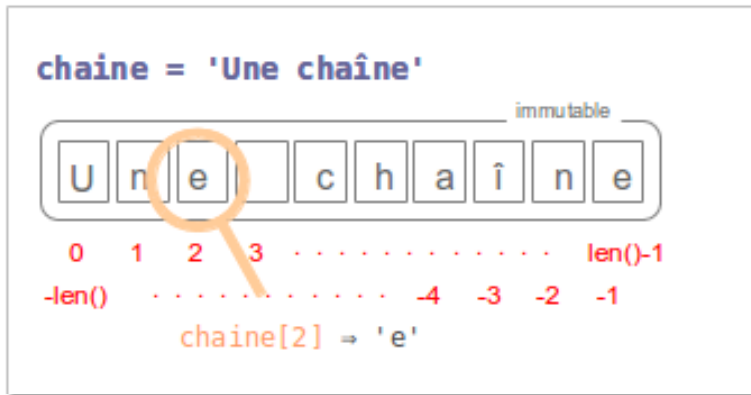 chaine = 'Une chaîne'
immutable
U n e c h a î n e
0 1 2 3 · · · · · · · · · · · · · len()-1
-len() · · · · · · · · · · · · -4 -3 -2 -1
chaine[2] ⇒ 'e'